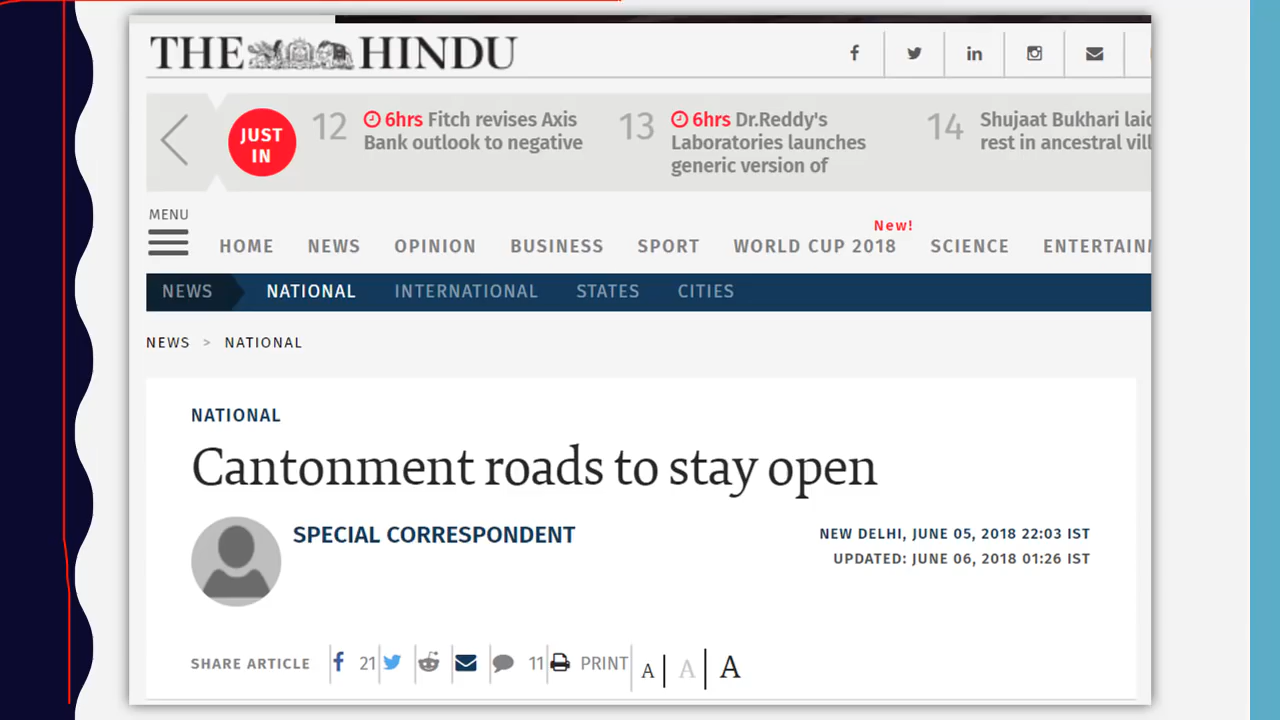 THE HINDU
JUST IN
12 6hrs Fitch revises Axis Bank outlook to negative
13 6hrs Dr.Reddy's Laboratories launches generic version of
14 Shujaat Bukhari laid rest in ancestral vill
MENU
New!
HOME NEWS OPINION BUSINESS SPORT WORLD CUP 2018 SCIENCE ENTERTAIN
NEWS NATIONAL INTERNATIONAL STATES CITIES
NEWS > NATIONAL
NATIONAL
Cantonment roads to stay open
SPECIAL CORRESPONDENT
NEW DELHI, JUNE 05, 2018 22:03 IST
UPDATED: JUNE 06, 2018 01:26 IST
SHARE ARTICLE 21 11 PRINT A A A